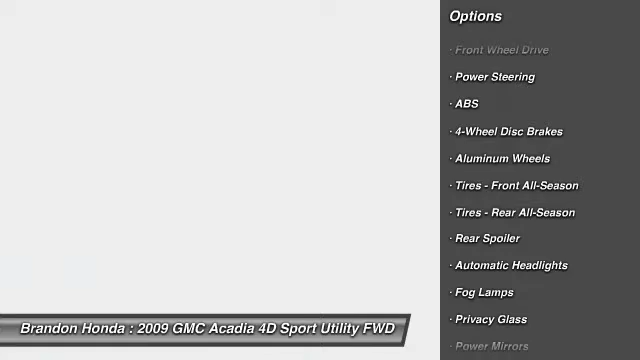 Options
· Front Wheel Drive
· Power Steering
· ABS
· 4-Wheel Disc Brakes
· Aluminum Wheels
· Tires - Front All-Season
· Tires - Rear All-Season
· Rear Spoiler
· Automatic Headlights
· Fog Lamps
· Privacy Glass
· Power Mirrors
Brandon Honda : 2009 GMC Acadia 4D Sport Utility FWD